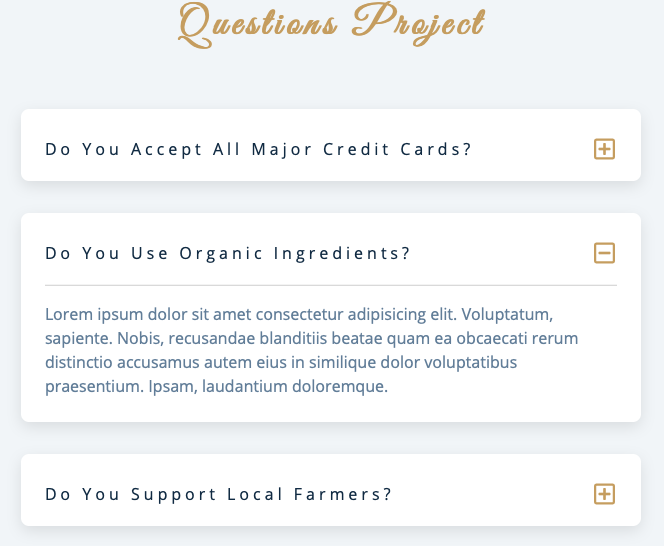 Questions Project
Do You Accept All Major Credit Cards?
Do You Use Organic Ingredients?
Lorem ipsum dolor sit amet consectetur adipisicing elit. Voluptatum,
sapiente. Nobis, recusandae blanditiis beatae quam ea obcaecati rerum
distinctio accusamus autem eius in similique dolor voluptatibus
praesentium. Ipsam, laudantium doloremque.
Do You Support Local Farmers?